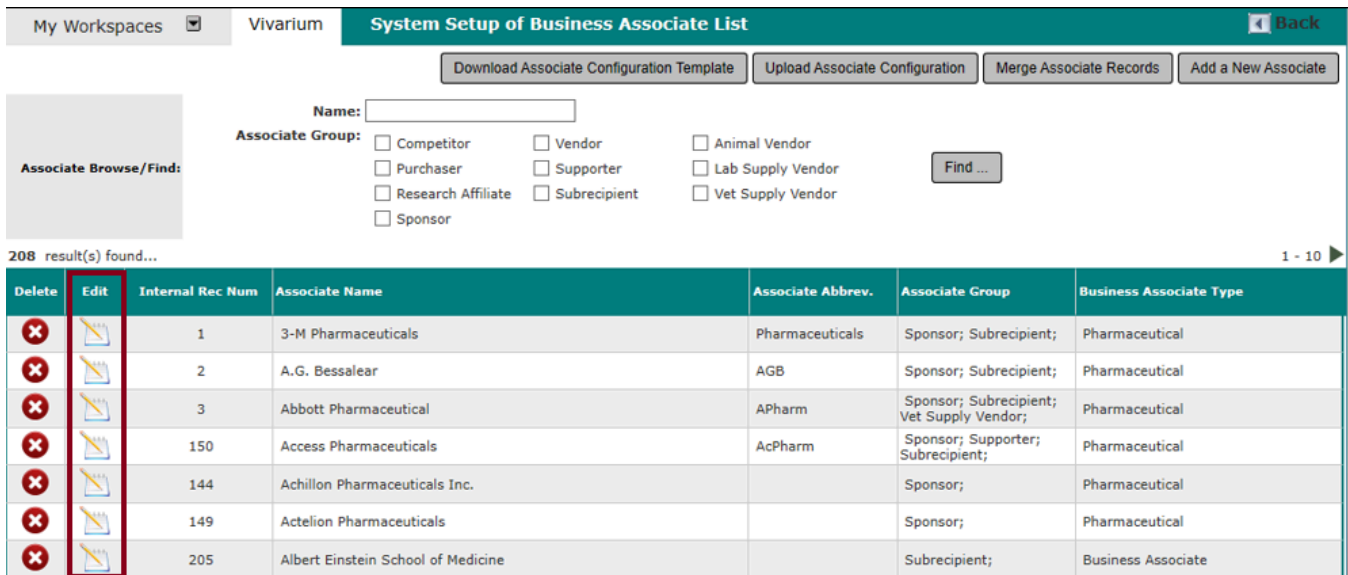 My Workspaces Vivarium System Setup of Business Associate List Back
Download Associate Configuration Template Upload Associate Configuration Merge Associate Records Add a New Associate
Name:
Associate Group:
Competitor Vendor Animal Vendor
Associate Browse/Find: Purchaser Supporter Lab Supply Vendor Find ...
Research Affiliate Subrecipient Vet Supply Vendor
Sponsor
208 result(s) found... 1 - 10
Delete Edit Internal Rec Num Associate Name Associate Abbrev. Associate Group Business Associate Type
1 3-M Pharmaceuticals Pharmaceuticals Sponsor; Subrecipient; Pharmaceutical
2 A.G. Bessalear AGB Sponsor; Subrecipient; Pharmaceutical
3 Abbott Pharmaceutical APharm Sponsor; Subrecipient; Pharmaceutical
Vet Supply Vendor;
150 Access Pharmaceuticals AcPharm Sponsor; Supporter; Pharmaceutical
Subrecipient;
144 Achillon Pharmaceuticals Inc. Sponsor; Pharmaceutical
149 Actelion Pharmaceuticals Sponsor; Pharmaceutical
205 Albert Einstein School of Medicine Subrecipient; Business Associate